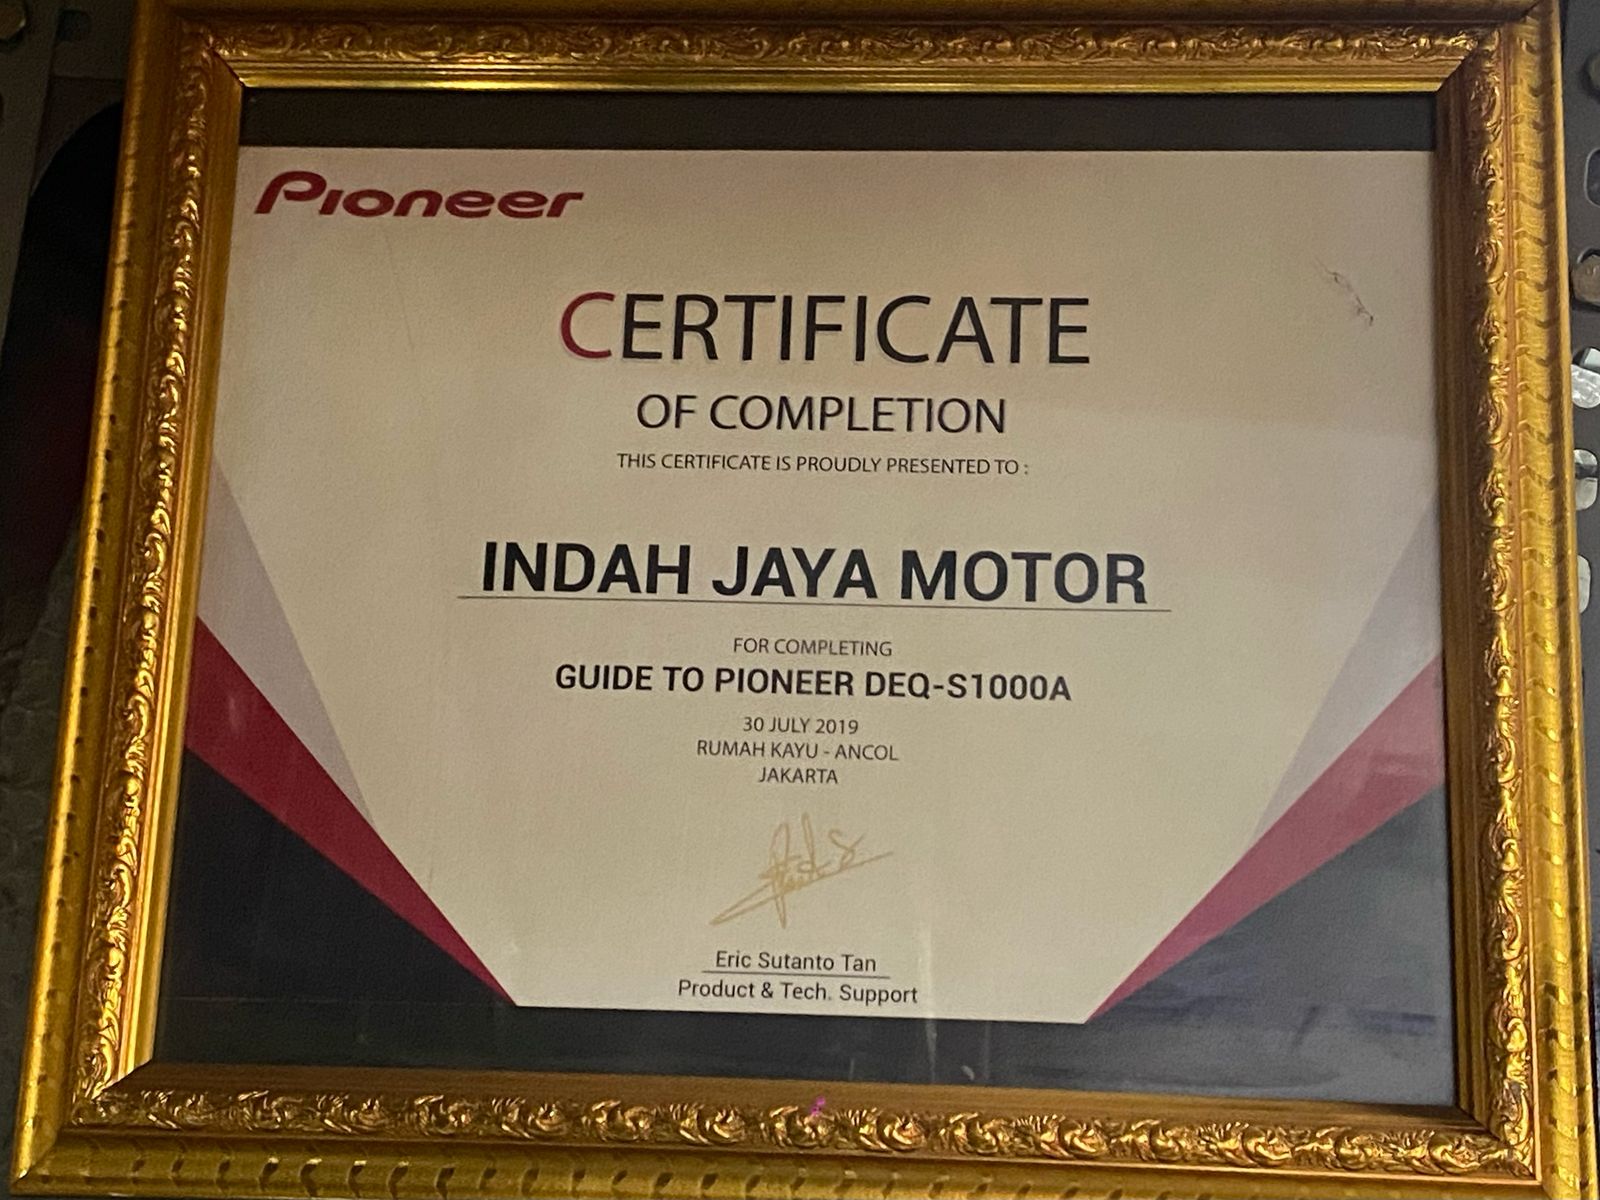 Pioneer
CERTIFICATE
OF COMPLETION
THIS CERTIFICATE IS PROUDLY PRESENTED TO :
INDAH JAYA MOTOR
FOR COMPLETING
GUIDE TO PIONEER DEQ-S1000A
30 JULY 2019
RUMAH KAYU - ANCOL
JAKARTA
Eric Sutanto Tan
Product & Tech. Support